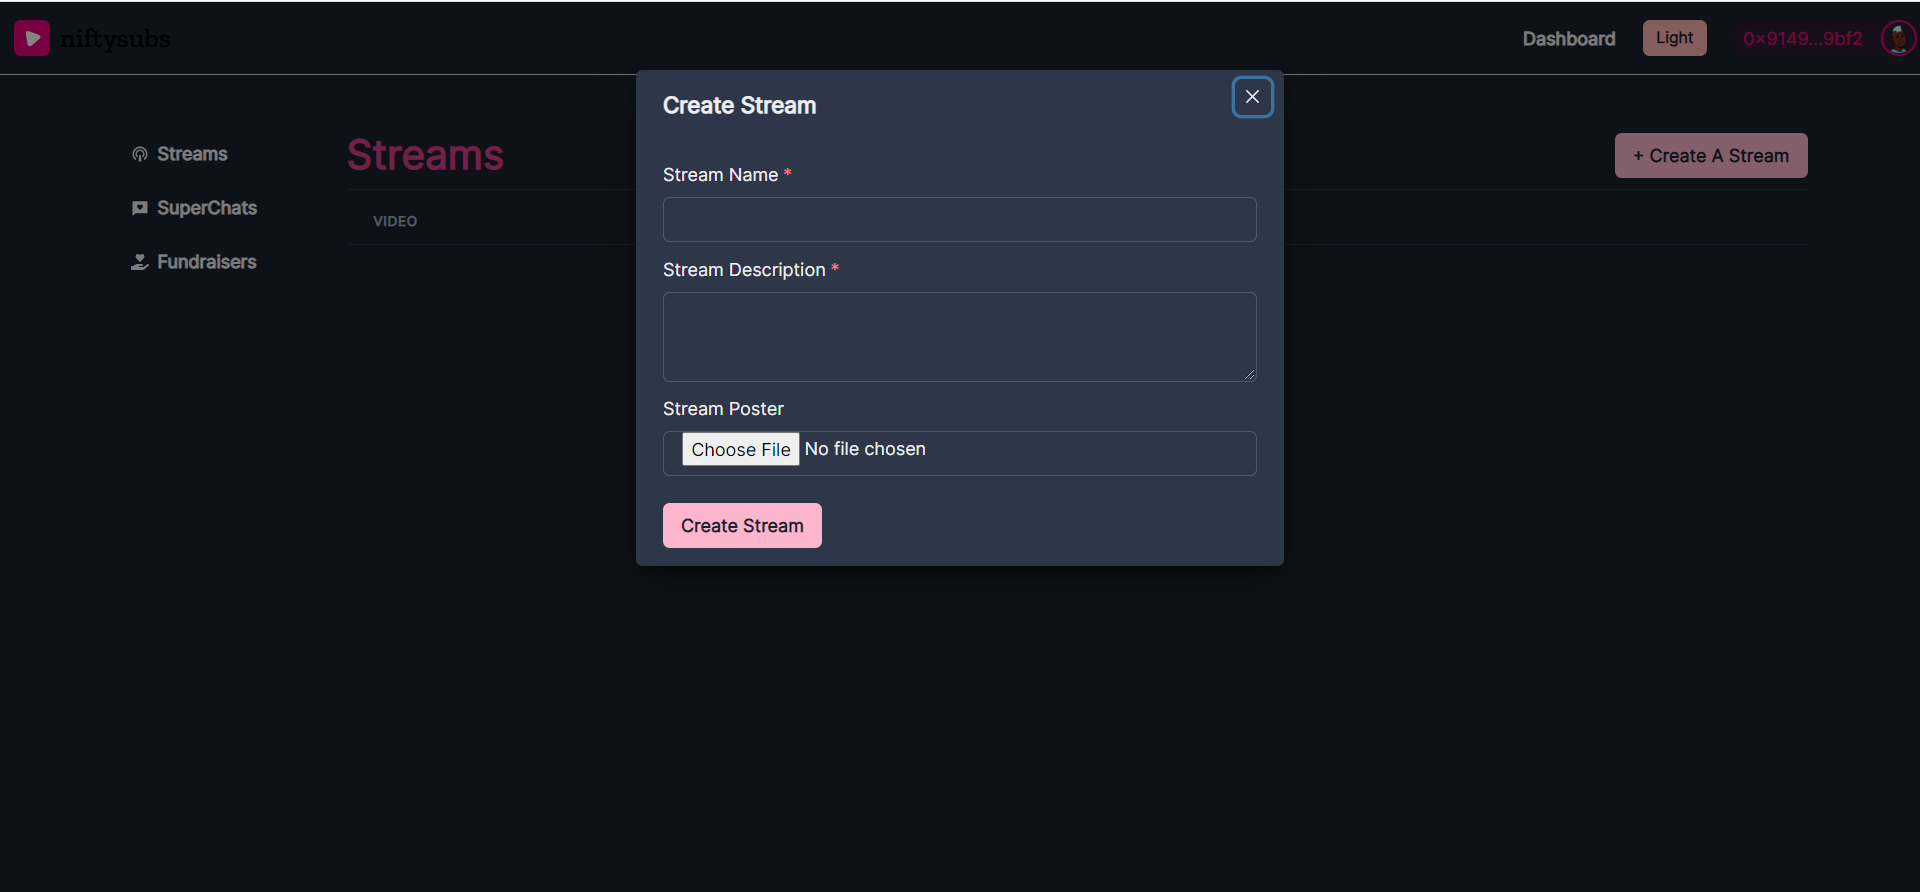 niftysubs
Dashboard
Light
0x9149...9bf2
Streams
SuperChats
Fundraisers
Streams
+ Create A Stream
VIDEO
Create Stream
Stream Name *
Stream Description *
Stream Poster
Choose File No file chosen
Create Stream